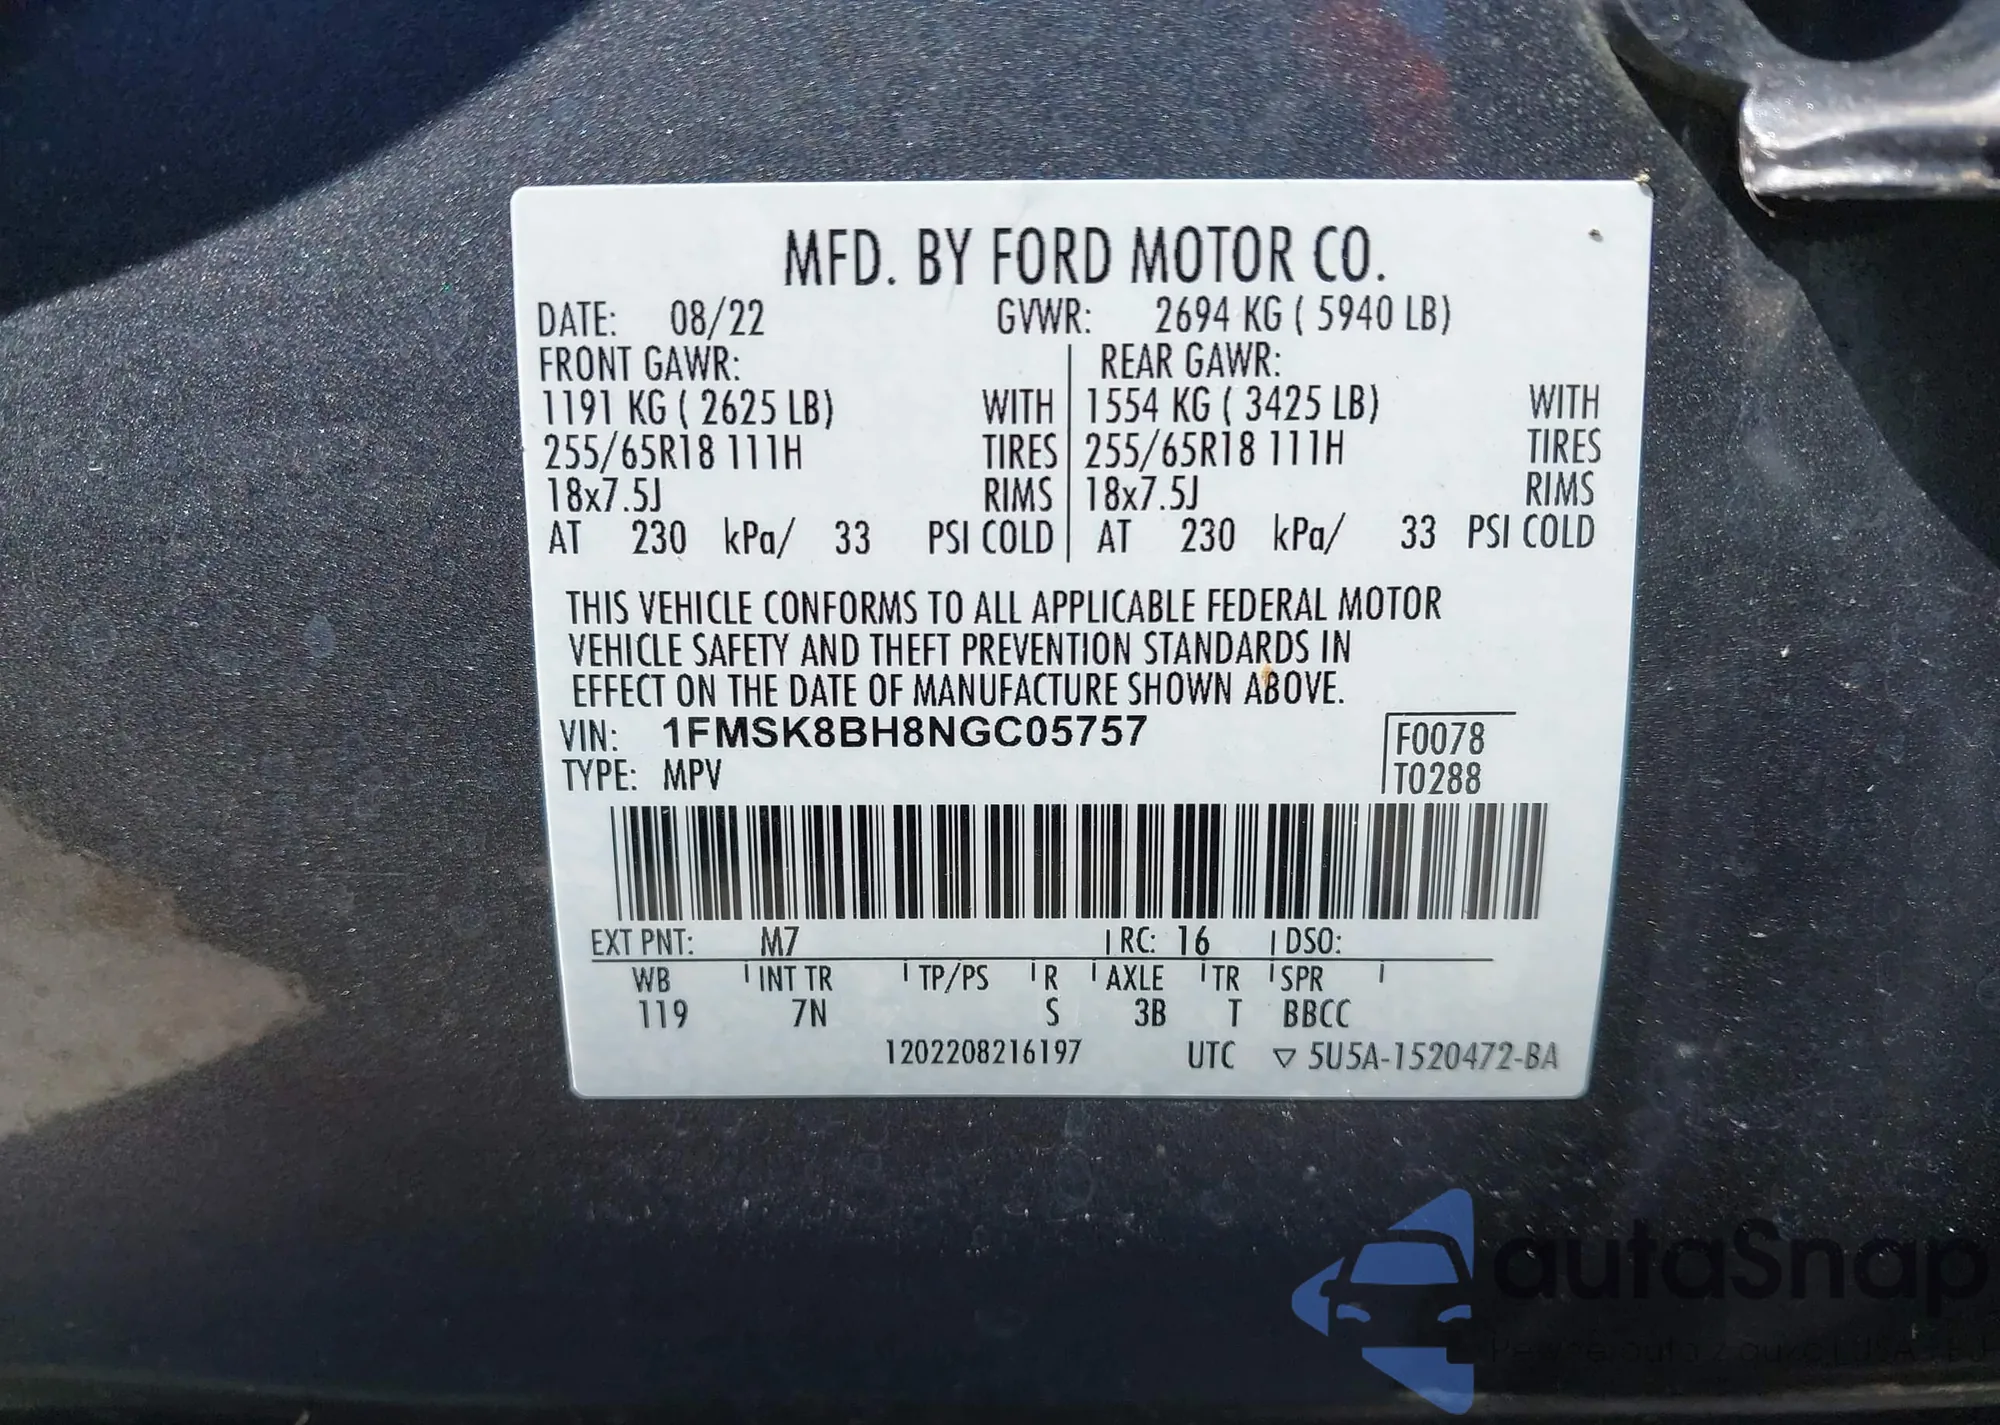 MFD. BY FORD MOTOR CO.
DATE: 08/22 GVWR: 2694 KG ( 5940 LB)
FRONT GAWR: REAR GAWR:
1191 KG ( 2625 LB) WITH 1554 KG ( 3425 LB) WITH
255/65R18 111H TIRES 255/65R18 111H TIRES
18x7.5J RIMS 18x7.5J RIMS
AT 230 kPa/ 33 PSI COLD AT 230 kPa/ 33 PSI COLD
THIS VEHICLE CONFORMS TO ALL APPLICABLE FEDERAL MOTOR
VEHICLE SAFETY AND THEFT PREVENTION STANDARDS IN
EFFECT ON THE DATE OF MANUFACTURE SHOWN ABOVE.
VIN: 1FMSK8BH8NGC05757 F0078
TYPE: MPV T0288
EXT PNT: M7 RC: 16 DSO:
WB INT TR TP/PS R AXLE TR SPR
119 7N S 3B T BBCC
1202208216197 UTC ▽ 5U5A-1520472-BA
autoSnap